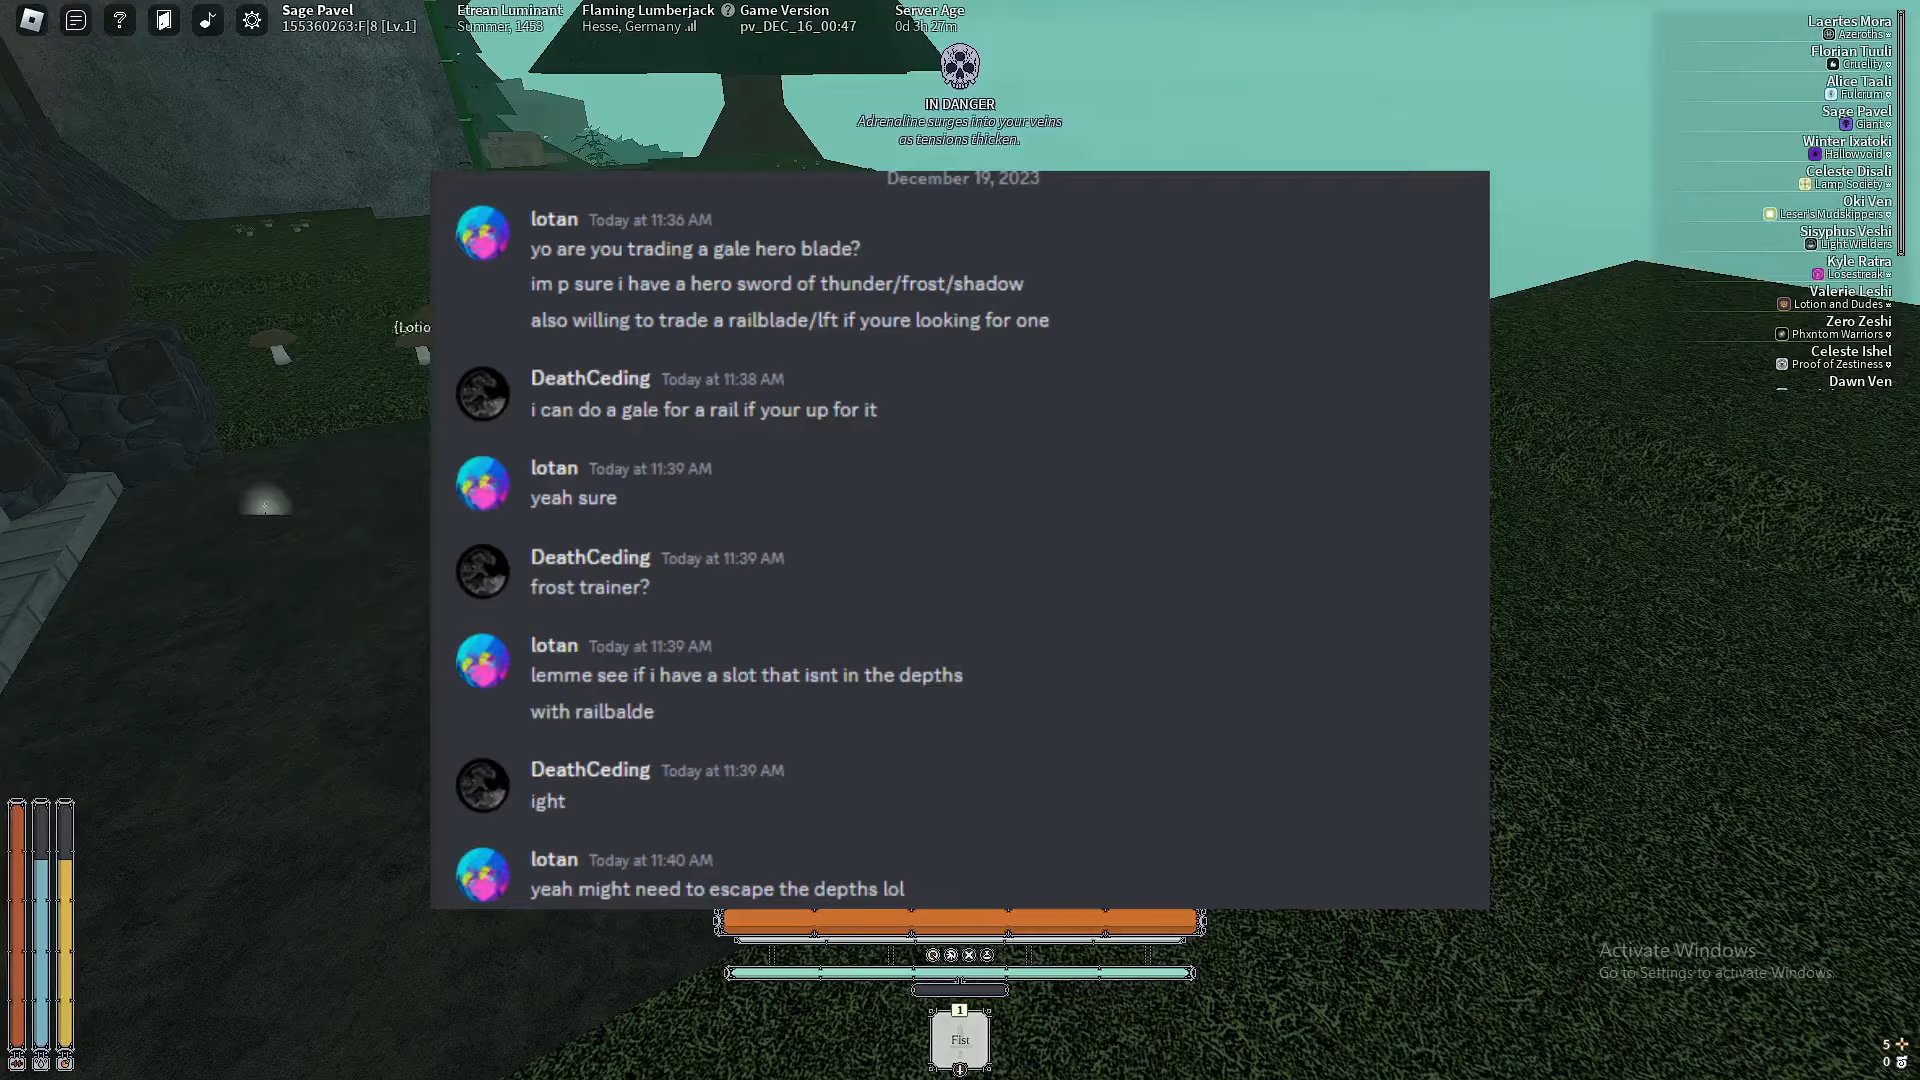 Sage Pavel
155360263:F|8 [Lv.1]
Etrean Luminant
Summer, 1453
Flaming Lumberjack
Hesse, Germany
Game Version
pv_DEC_16_00:47
Server Age
0d 3h 27m
IN DANGER
Adrenaline surges into your veins
as tensions thicken.
Laertes Mora
Azeroths
Florian Tuuli
Cruelity
Alice Taali
Fulcrum
Sage Pavel
Giant
Winter Ixatoki
Hallowvoid
Celeste Disali
Lamp Society
Oki Ven
Leser's Mudskippers
Sisyphus Veshi
Light Wielders
Kyle Ratra
Losestreak
Valerie Leshi
Lotion and Dudes
Zero Zeshi
Phxntom Warriors
Celeste Ishel
Proof of Zestiness
Dawn Ven
{Lotio
December 19, 2023
lotan Today at 11:36 AM
yo are you trading a gale hero blade?
im p sure i have a hero sword of thunder/frost/shadow
also willing to trade a railblade/lft if youre looking for one
DeathCeding Today at 11:38 AM
i can do a gale for a rail if your up for it
lotan Today at 11:39 AM
yeah sure
DeathCeding Today at 11:39 AM
frost trainer?
lotan Today at 11:39 AM
lemme see if i have a slot that isnt in the depths
with railbalde
DeathCeding Today at 11:39 AM
ight
lotan Today at 11:40 AM
yeah might need to escape the depths lol
1
Fist
Activate Windows
Go to Settings to activate Windows.
5
0